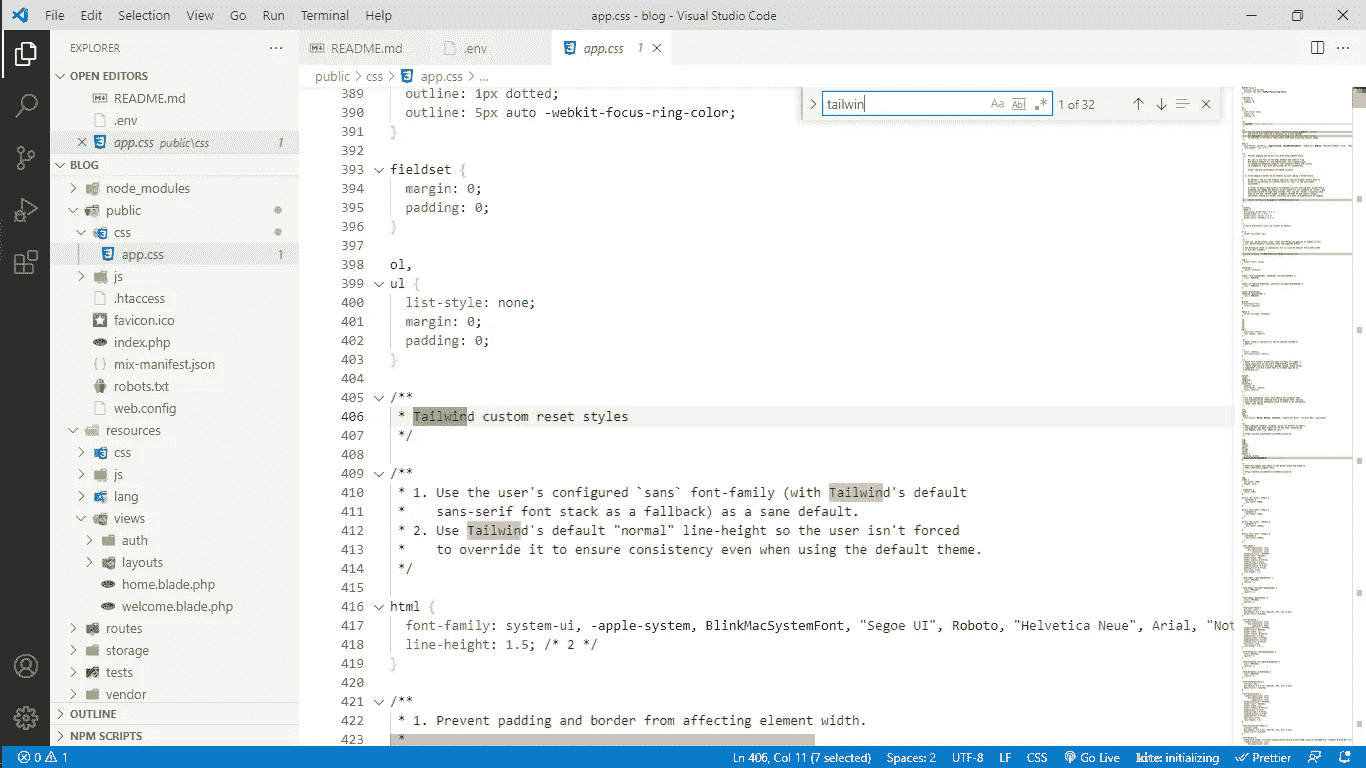 File Edit Selection View Go Run Terminal Help app.css - blog - Visual Studio Code
EXPLORER
OPEN EDITORS
README.md
.env
app.css public\css 1
BLOG
node_modules
public
css
app.css 1
js
.htaccess
favicon.ico
index.php
mix-manifest.json
robots.txt
web.config
resources
css
js
lang
views
auth
layouts
home.blade.php
welcome.blade.php
routes
storage
tests
vendor
OUTLINE
NPM SCRIPTS
README.md .env app.css 1
public > css > app.css > ...
tailwin Aa Abl .* 1 of 32
389 outline: 1px dotted;
390 outline: 5px auto -webkit-focus-ring-color;
391 }
392
393 fieldset {
394 margin: 0;
395 padding: 0;
396 }
397
398 ol,
399 ul {
400 list-style: none;
401 margin: 0;
402 padding: 0;
403 }
404
405 /**
406 * Tailwind custom reset styles
407 */
408
409 /**
410 * 1. Use the user's configured `sans` font-family (with Tailwind's default
411 * sans-serif font stack as a fallback) as a sane default.
412 * 2. Use Tailwind's default "normal" line-height so the user isn't forced
413 * to override it to ensure consistency even when using the default theme.
414 */
415
416 html {
417 font-family: system-ui, -apple-system, BlinkMacSystemFont, "Segoe UI", Roboto, "Helvetica Neue", Arial, "Not
418 line-height: 1.5; /* 2 */
419 }
420
421 /**
422 * 1. Prevent padding and border from affecting element width.
423 *
0 1 Ln 406, Col 11 (7 selected) Spaces: 2 UTF-8 LF CSS Go Live kite: initializing Prettier